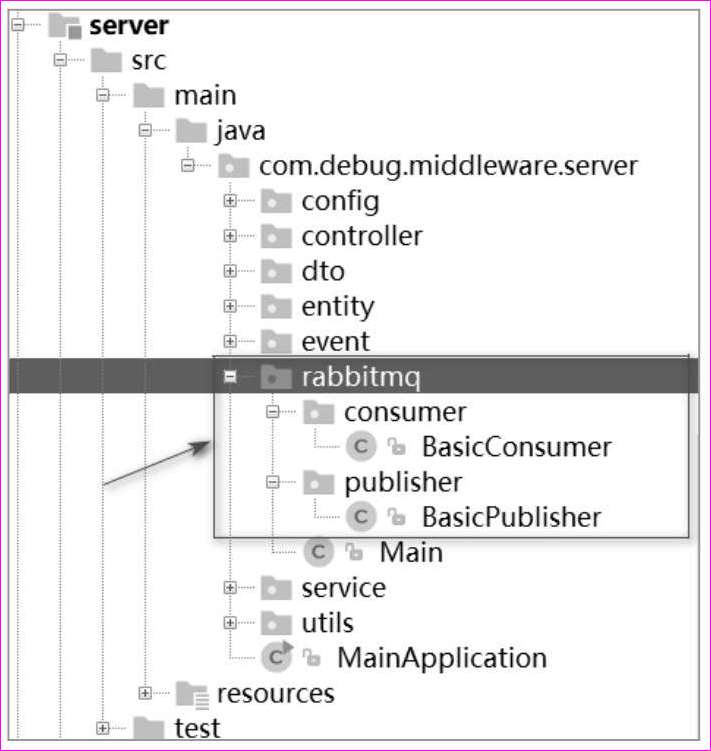 server
src
main
java
com.debug.middleware.server
config
controller
dto
entity
event
rabbitmq
consumer
C BasicConsumer
publisher
C BasicPublisher
C Main
service
utils
C MainApplication
resources
test